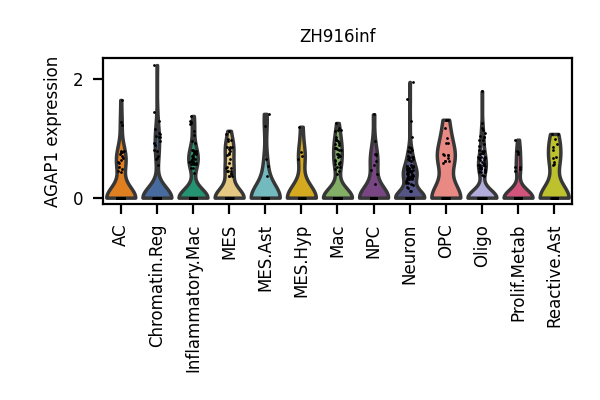 ZH916inf
AGAP1 expression
2
0
AC
Chromatin.Reg
Inflammatory.Mac
MES
MES.Ast
MES.Hyp
Mac
NPC
Neuron
OPC
Oligo
Prolif.Metab
Reactive.Ast